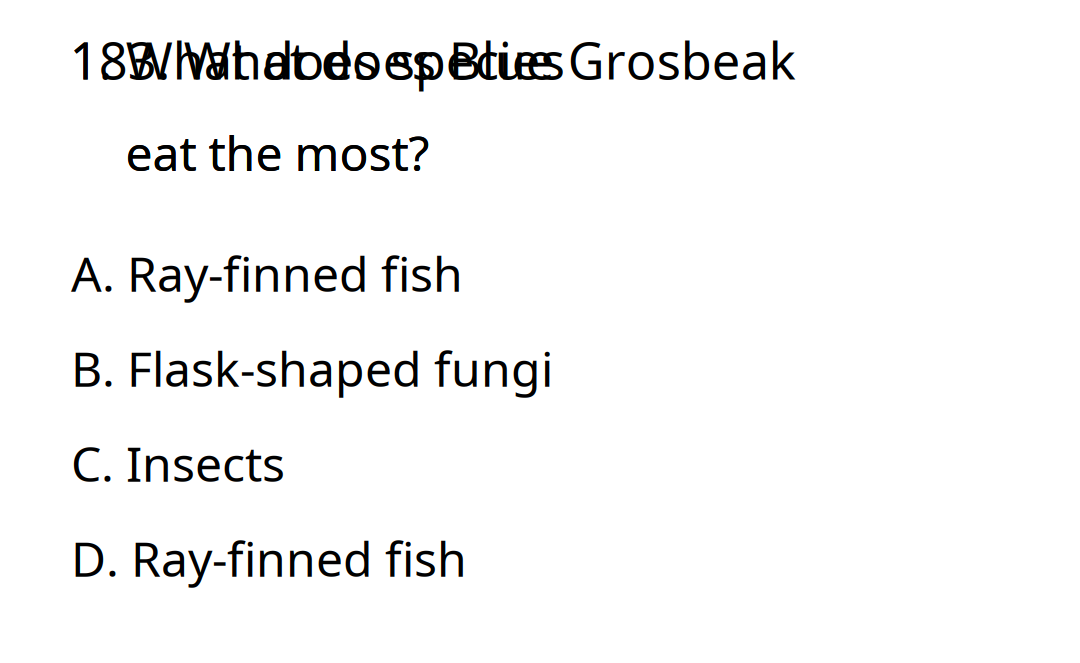 Grosbeak
eat the most?
A. Ray-finned fish
B. Flask-shaped fungi
C. Insects
D. Ray-finned fish